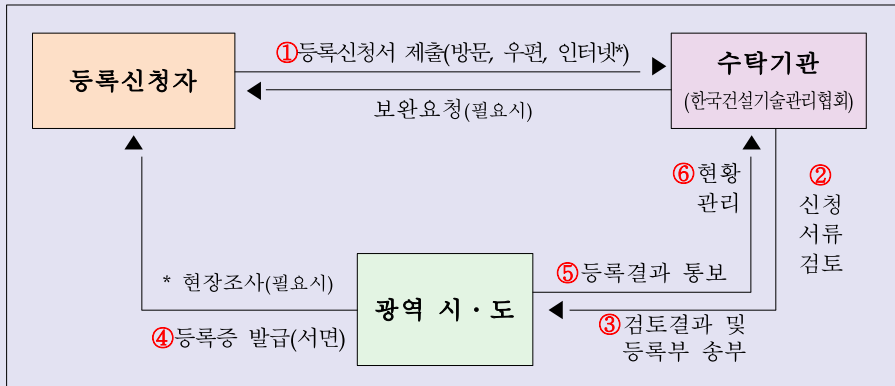 ①등록신청서 제출(방문, 우편, 인터넷*)
등록신청자
수탁기관
(한국건설기술관리협회)
보완요청(필요시)
⑥현황
관리
②
신청
서류
검토
* 현장조사(필요시)
⑤등록결과 통보
광역 시·도
④등록증 발급(서면)
③검토결과 및
등록부 송부